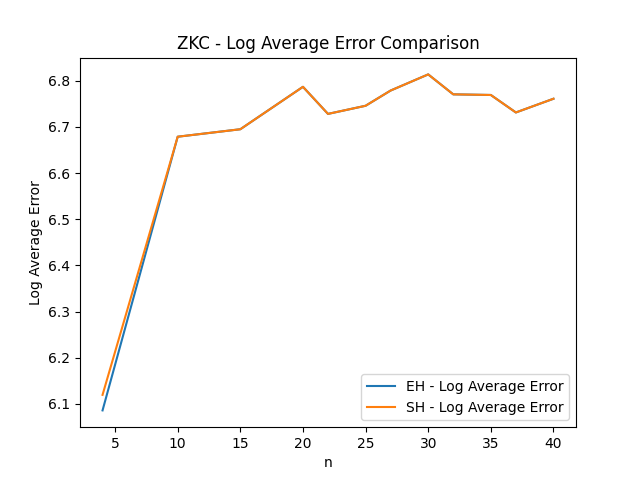 ZKC - Log Average Error Comparison
Log Average Error
6.8
6.7
6.6
6.5
6.4
6.3
6.2
6.1
5 10 15 20 25 30 35 40
n
EH - Log Average Error
SH - Log Average Error